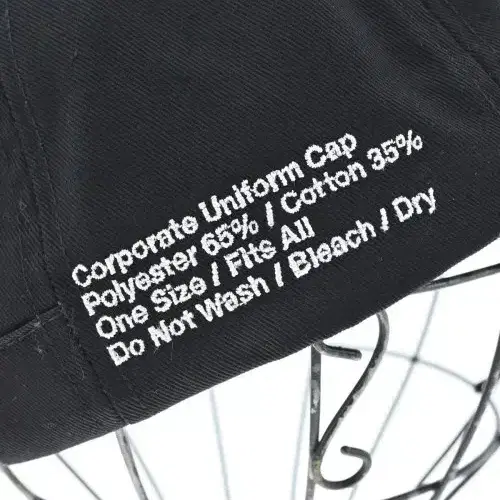 Corporate Uniform Cap
Polyester 65% / Cotton 35%
One Size / Fits All
Do Not Wash / Bleach / Dry